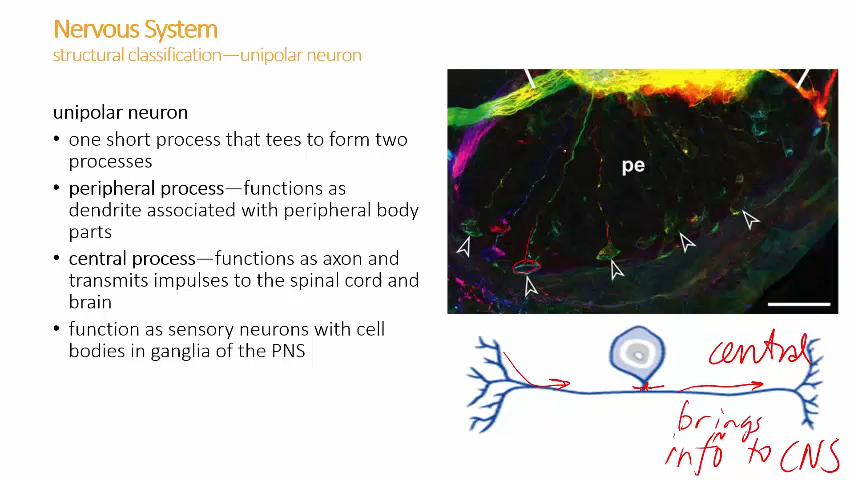 Nervous System
structural classification—unipolar neuron
unipolar neuron
• one short process that tees to form two
processes
• peripheral process—functions as
dendrite associated with peripheral body
parts
• central process—functions as axon and
transmits impulses to the spinal cord and
brain
• function as sensory neurons with cell
bodies in ganglia of the PNS
pe
central
brings
info to CNS